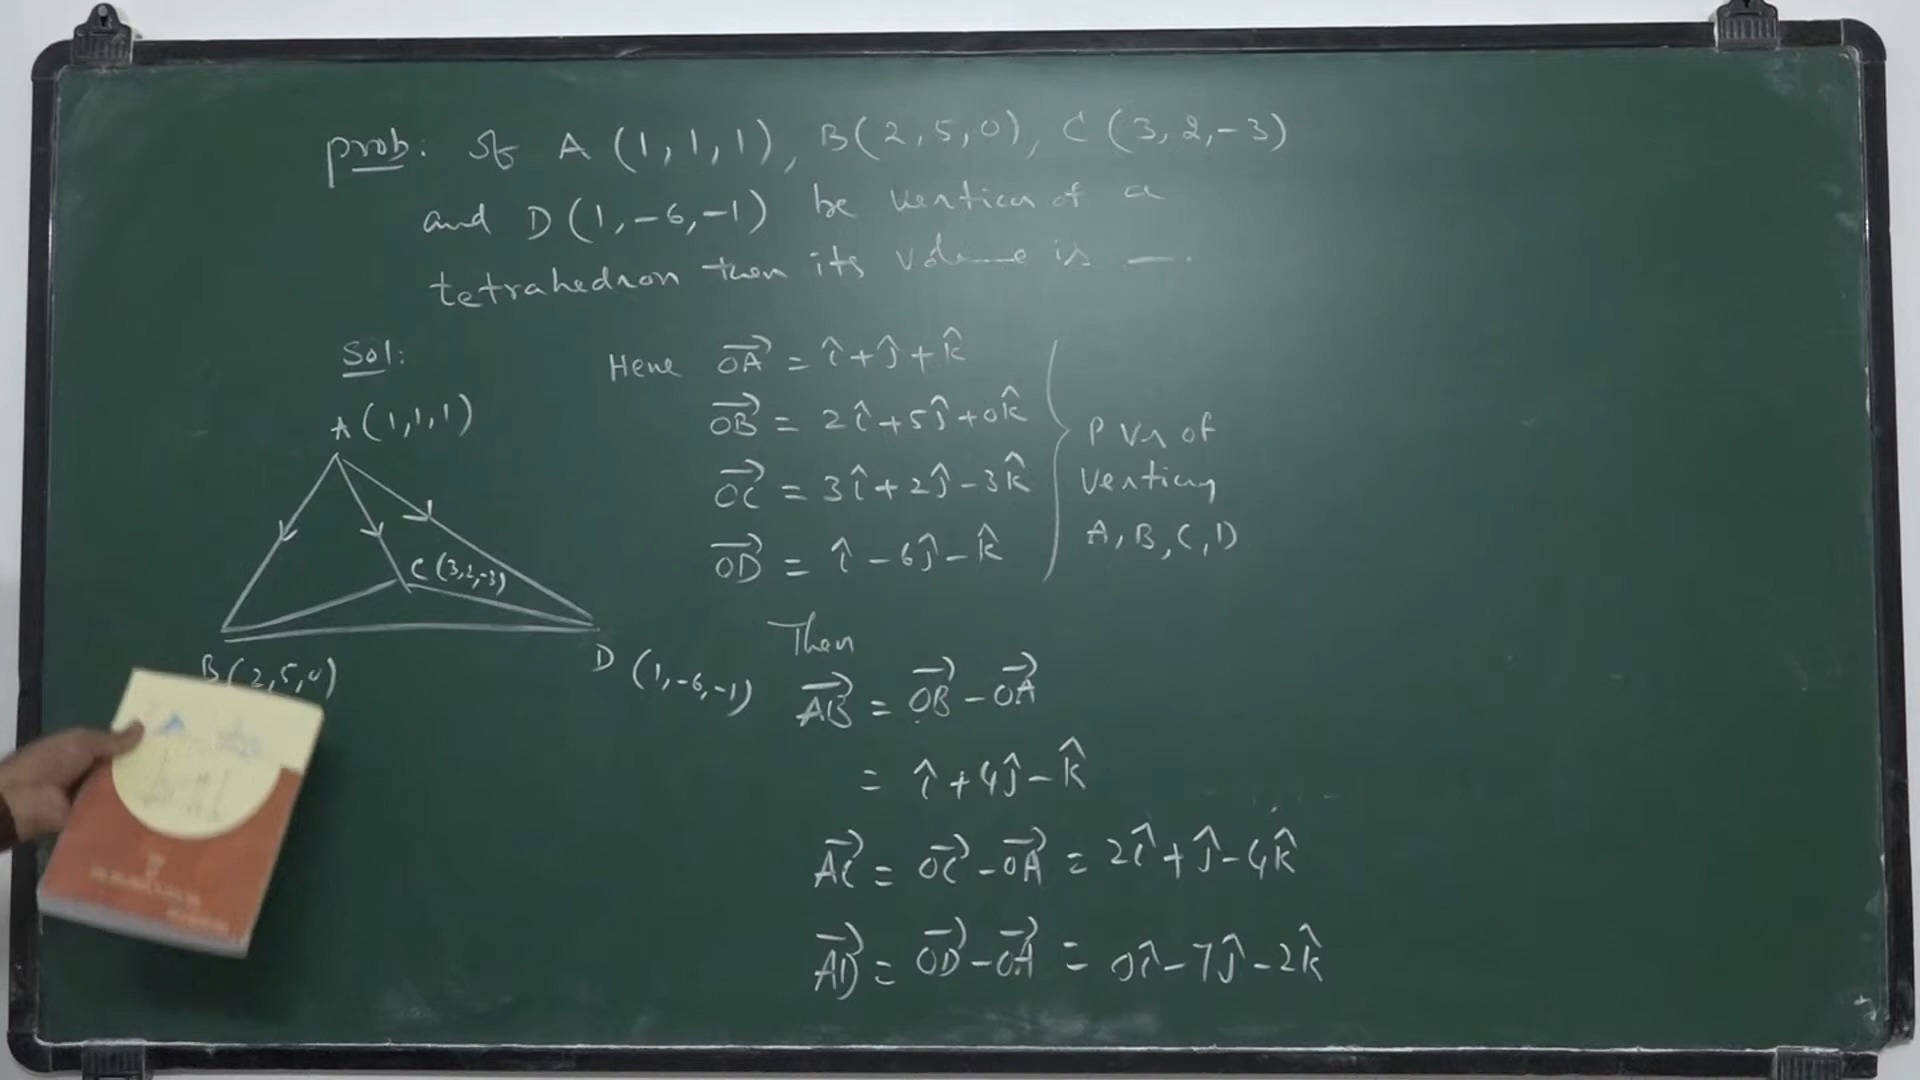 prob: If A (1, 1, 1), B(2, 5, 0), C (3, 2, -3)
and D (1, -6, -1) be vertices of a
tetrahedron then its volume is —.
Sol:
A (1,1,1)
C (3,2,-3)
B (2,5,0)
D (1,-6,-1)
Here OA⃗ = î + ĵ + k̂
OB⃗ = 2î + 5ĵ + 0k̂
OC⃗ = 3î + 2ĵ - 3k̂
OD⃗ = î - 6ĵ - k̂
P Vs of
vertices
A, B, C, D
Then
AB⃗ = OB⃗ - OA⃗
= î + 4ĵ - k̂
AC⃗ = OC⃗ - OA⃗ = 2î + ĵ - 4k̂
AD⃗ = OD⃗ - OA⃗ = 0î - 7ĵ - 2k̂